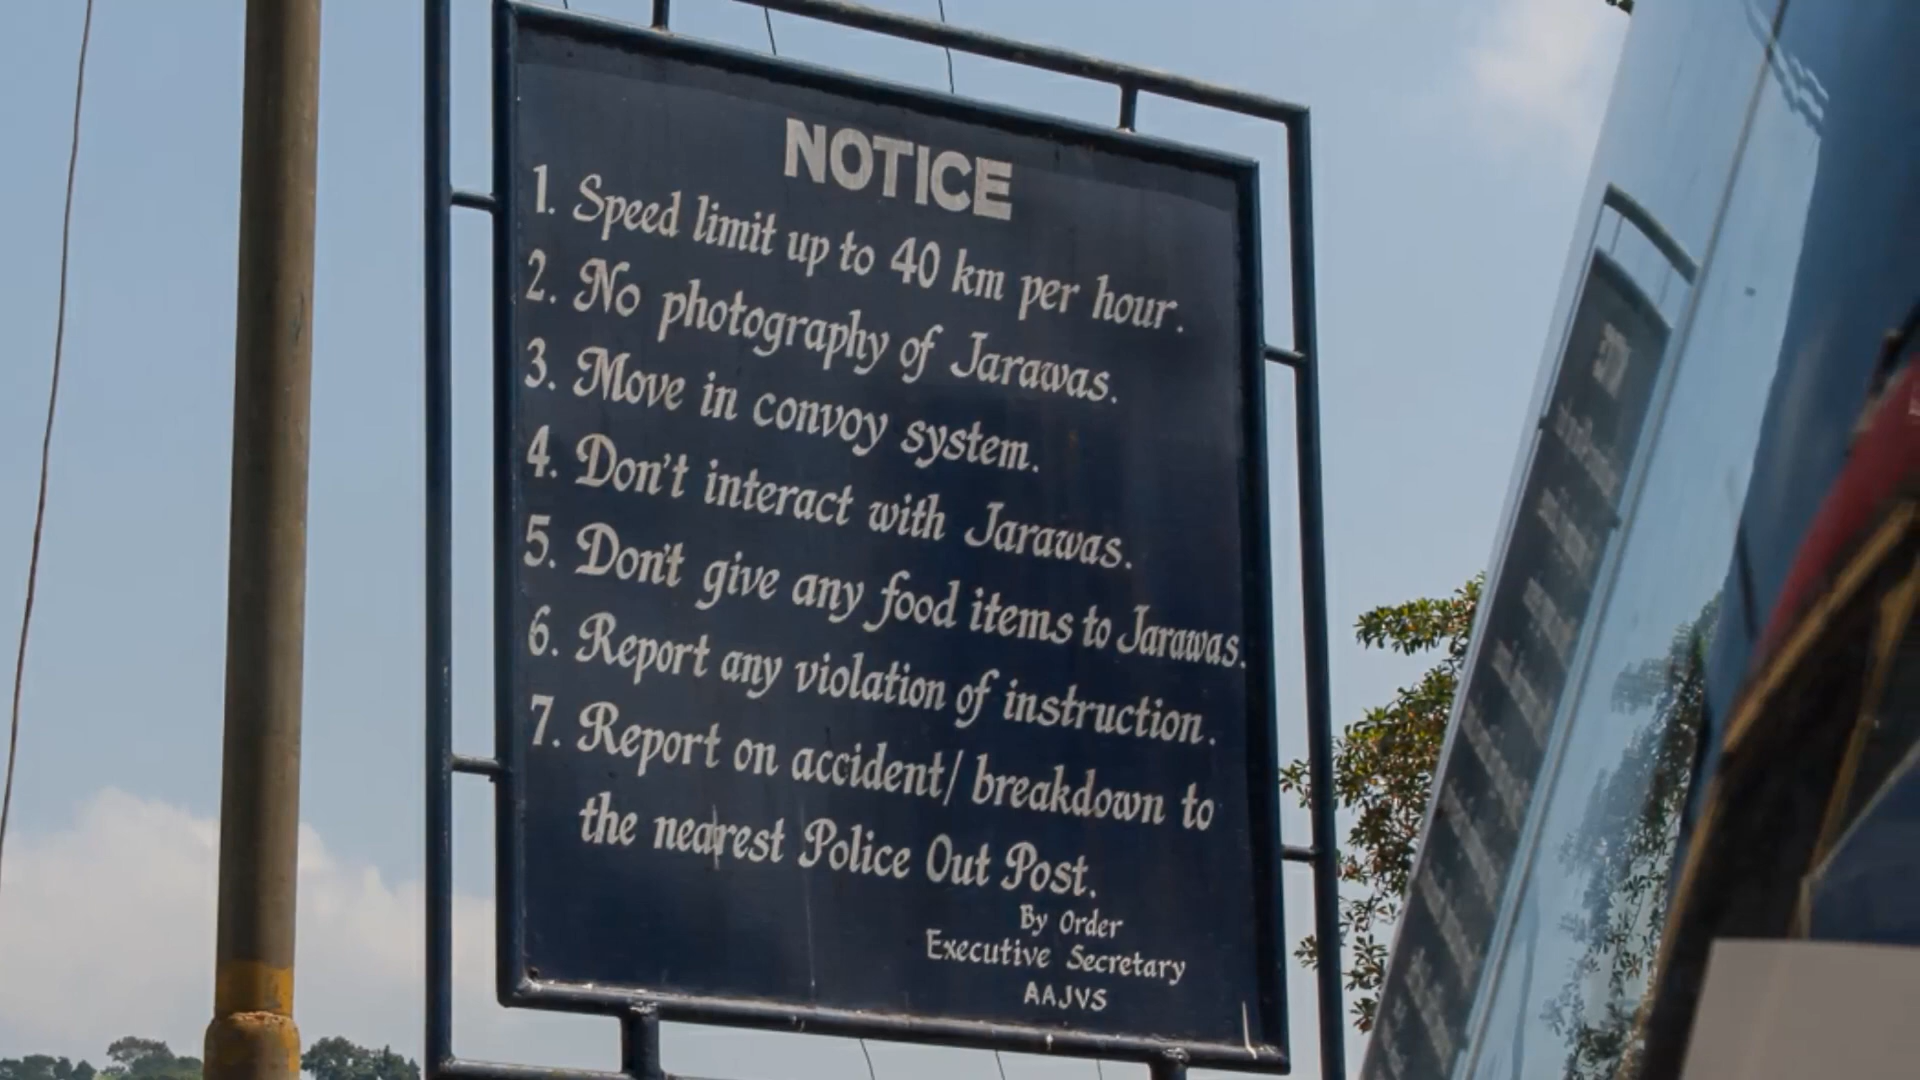 NOTICE
1. Speed limit up to 40 km per hour.
2. No photography of Jarawas.
3. Move in convoy system.
4. Don't interact with Jarawas.
5. Don't give any food items to Jarawas.
6. Report any violation of instruction.
7. Report on accident/ breakdown to
the nearest Police Out Post.
By Order
Executive Secretary
AAJVS